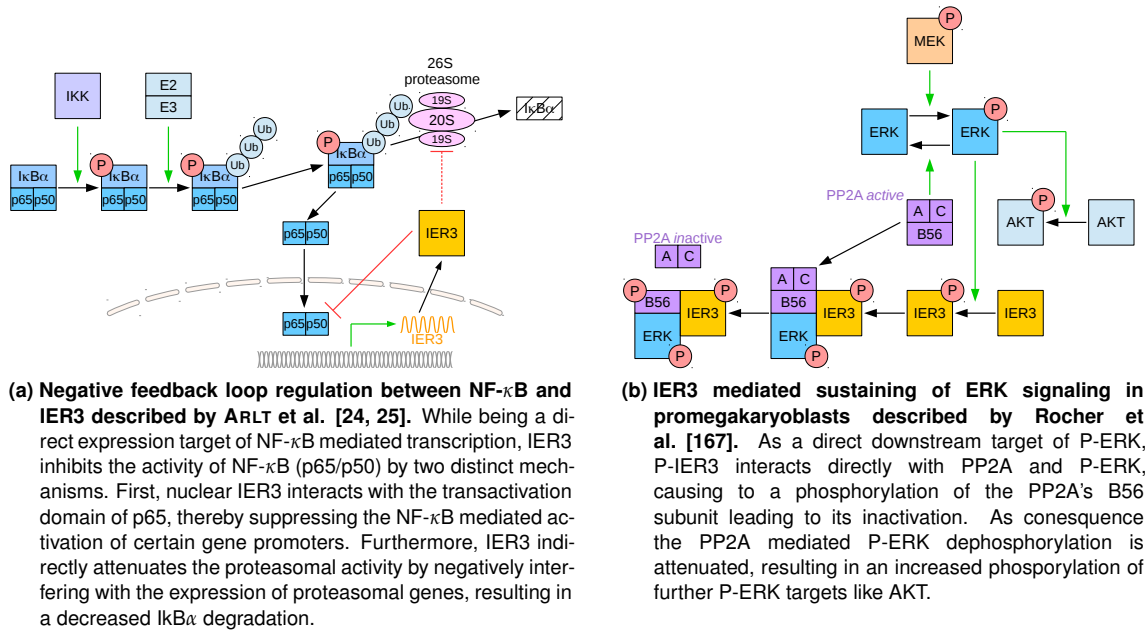 26S
proteasome
IKK
E2
E3
19S
20S
19S
Ub
Ub
Ub
IκBα
Ub
Ub
Ub
P
P
P
IκBα
IκBα
IκBα
IκBα
p65 p50
p65 p50
p65 p50
p65 p50
p65 p50
IER3
p65 p50
IER3
(a) Negative feedback loop regulation between NF-κB and
IER3 described by ARLT et al. [24, 25]. While being a di-
rect expression target of NF-κB mediated transcription, IER3
inhibits the activity of NF-κB (p65/p50) by two distinct mech-
anisms. First, nuclear IER3 interacts with the transactivation
domain of p65, thereby suppressing the NF-κB mediated ac-
tivation of certain gene promoters. Furthermore, IER3 indi-
rectly attenuates the proteasomal activity by negatively inter-
fering with the expression of proteasomal genes, resulting in
a decreased IkBα degradation.
P
MEK
P
ERK
ERK
PP2A active
A C
B56
P
AKT
AKT
PP2A inactive
A C
P
B56
P
IER3
ERK
P
A C
B56
P
IER3
ERK
P
P
IER3
IER3
(b) IER3 mediated sustaining of ERK signaling in
promegakaryoblasts described by Rocher et
al. [167]. As a direct downstream target of P-ERK,
P-IER3 interacts directly with PP2A and P-ERK,
causing to a phosphorylation of the PP2A's B56
subunit leading to its inactivation. As conesquence
the PP2A mediated P-ERK dephosphorylation is
attenuated, resulting in an increased phosporylation of
further P-ERK targets like AKT.